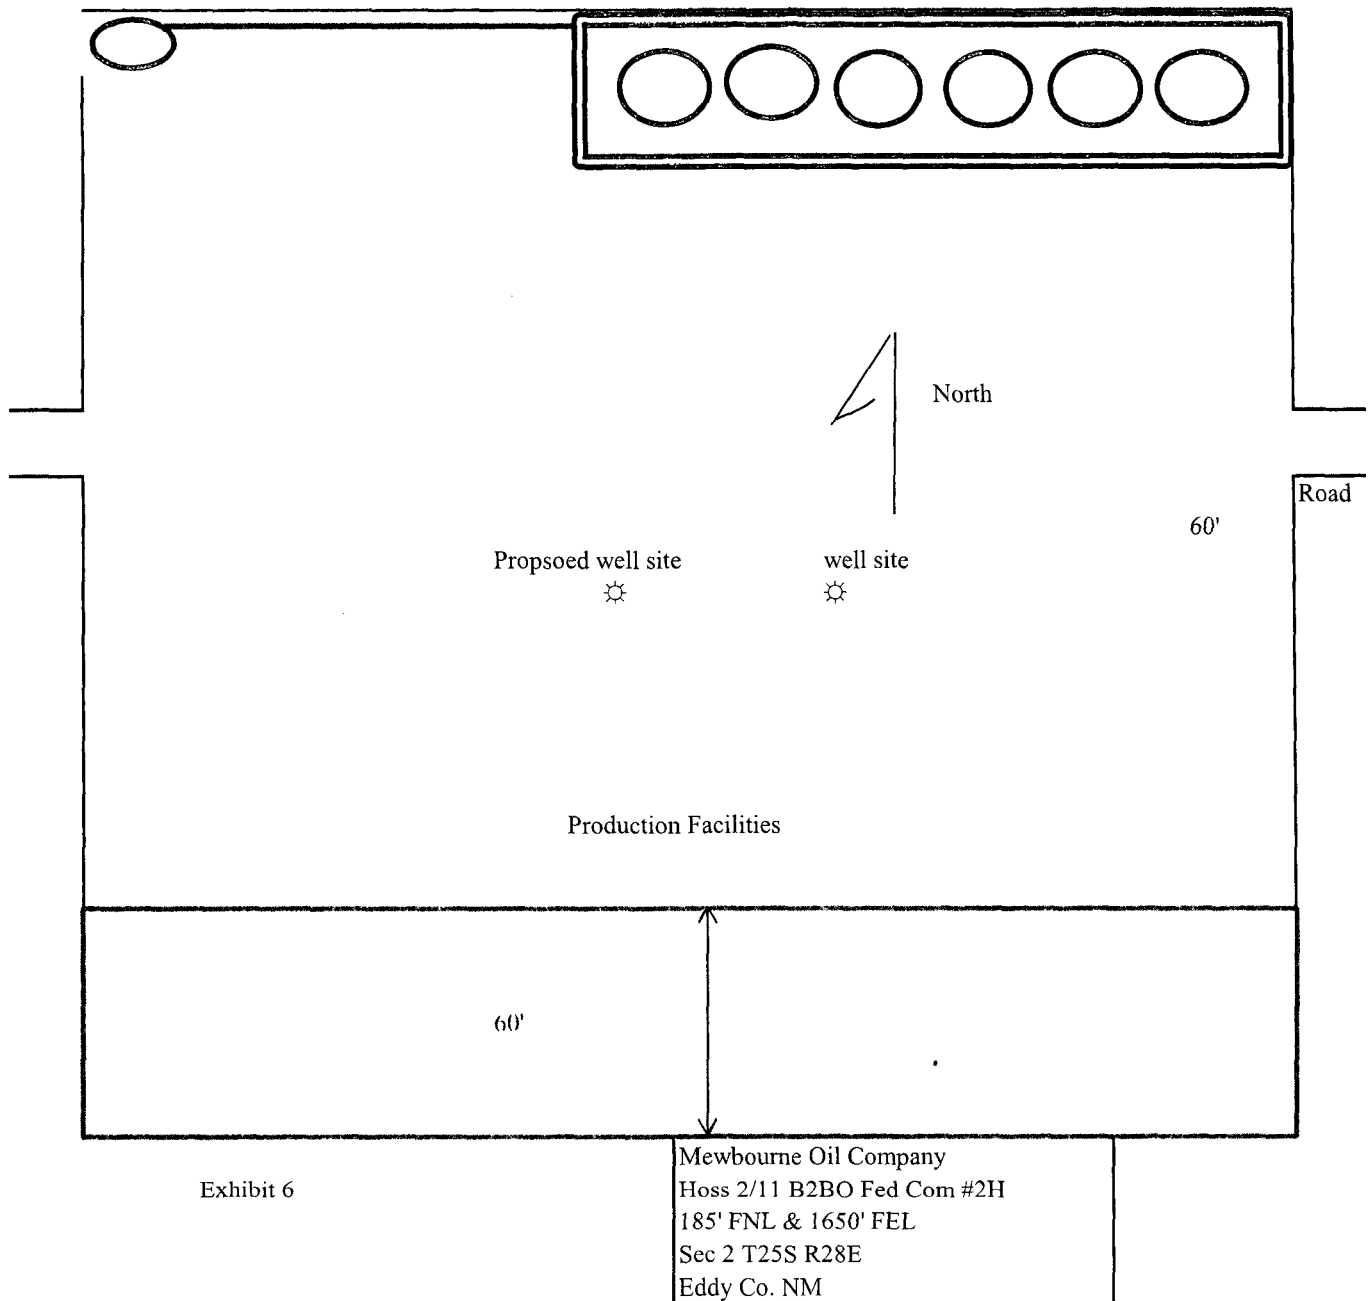 North
Road
60'
Propsoed well site
well site
Production Facilities
60'
Exhibit 6
Mewbourne Oil Company
Hoss 2/11 B2BO Fed Com #2H
185' FNL & 1650' FEL
Sec 2 T25S R28E
Eddy Co. NM